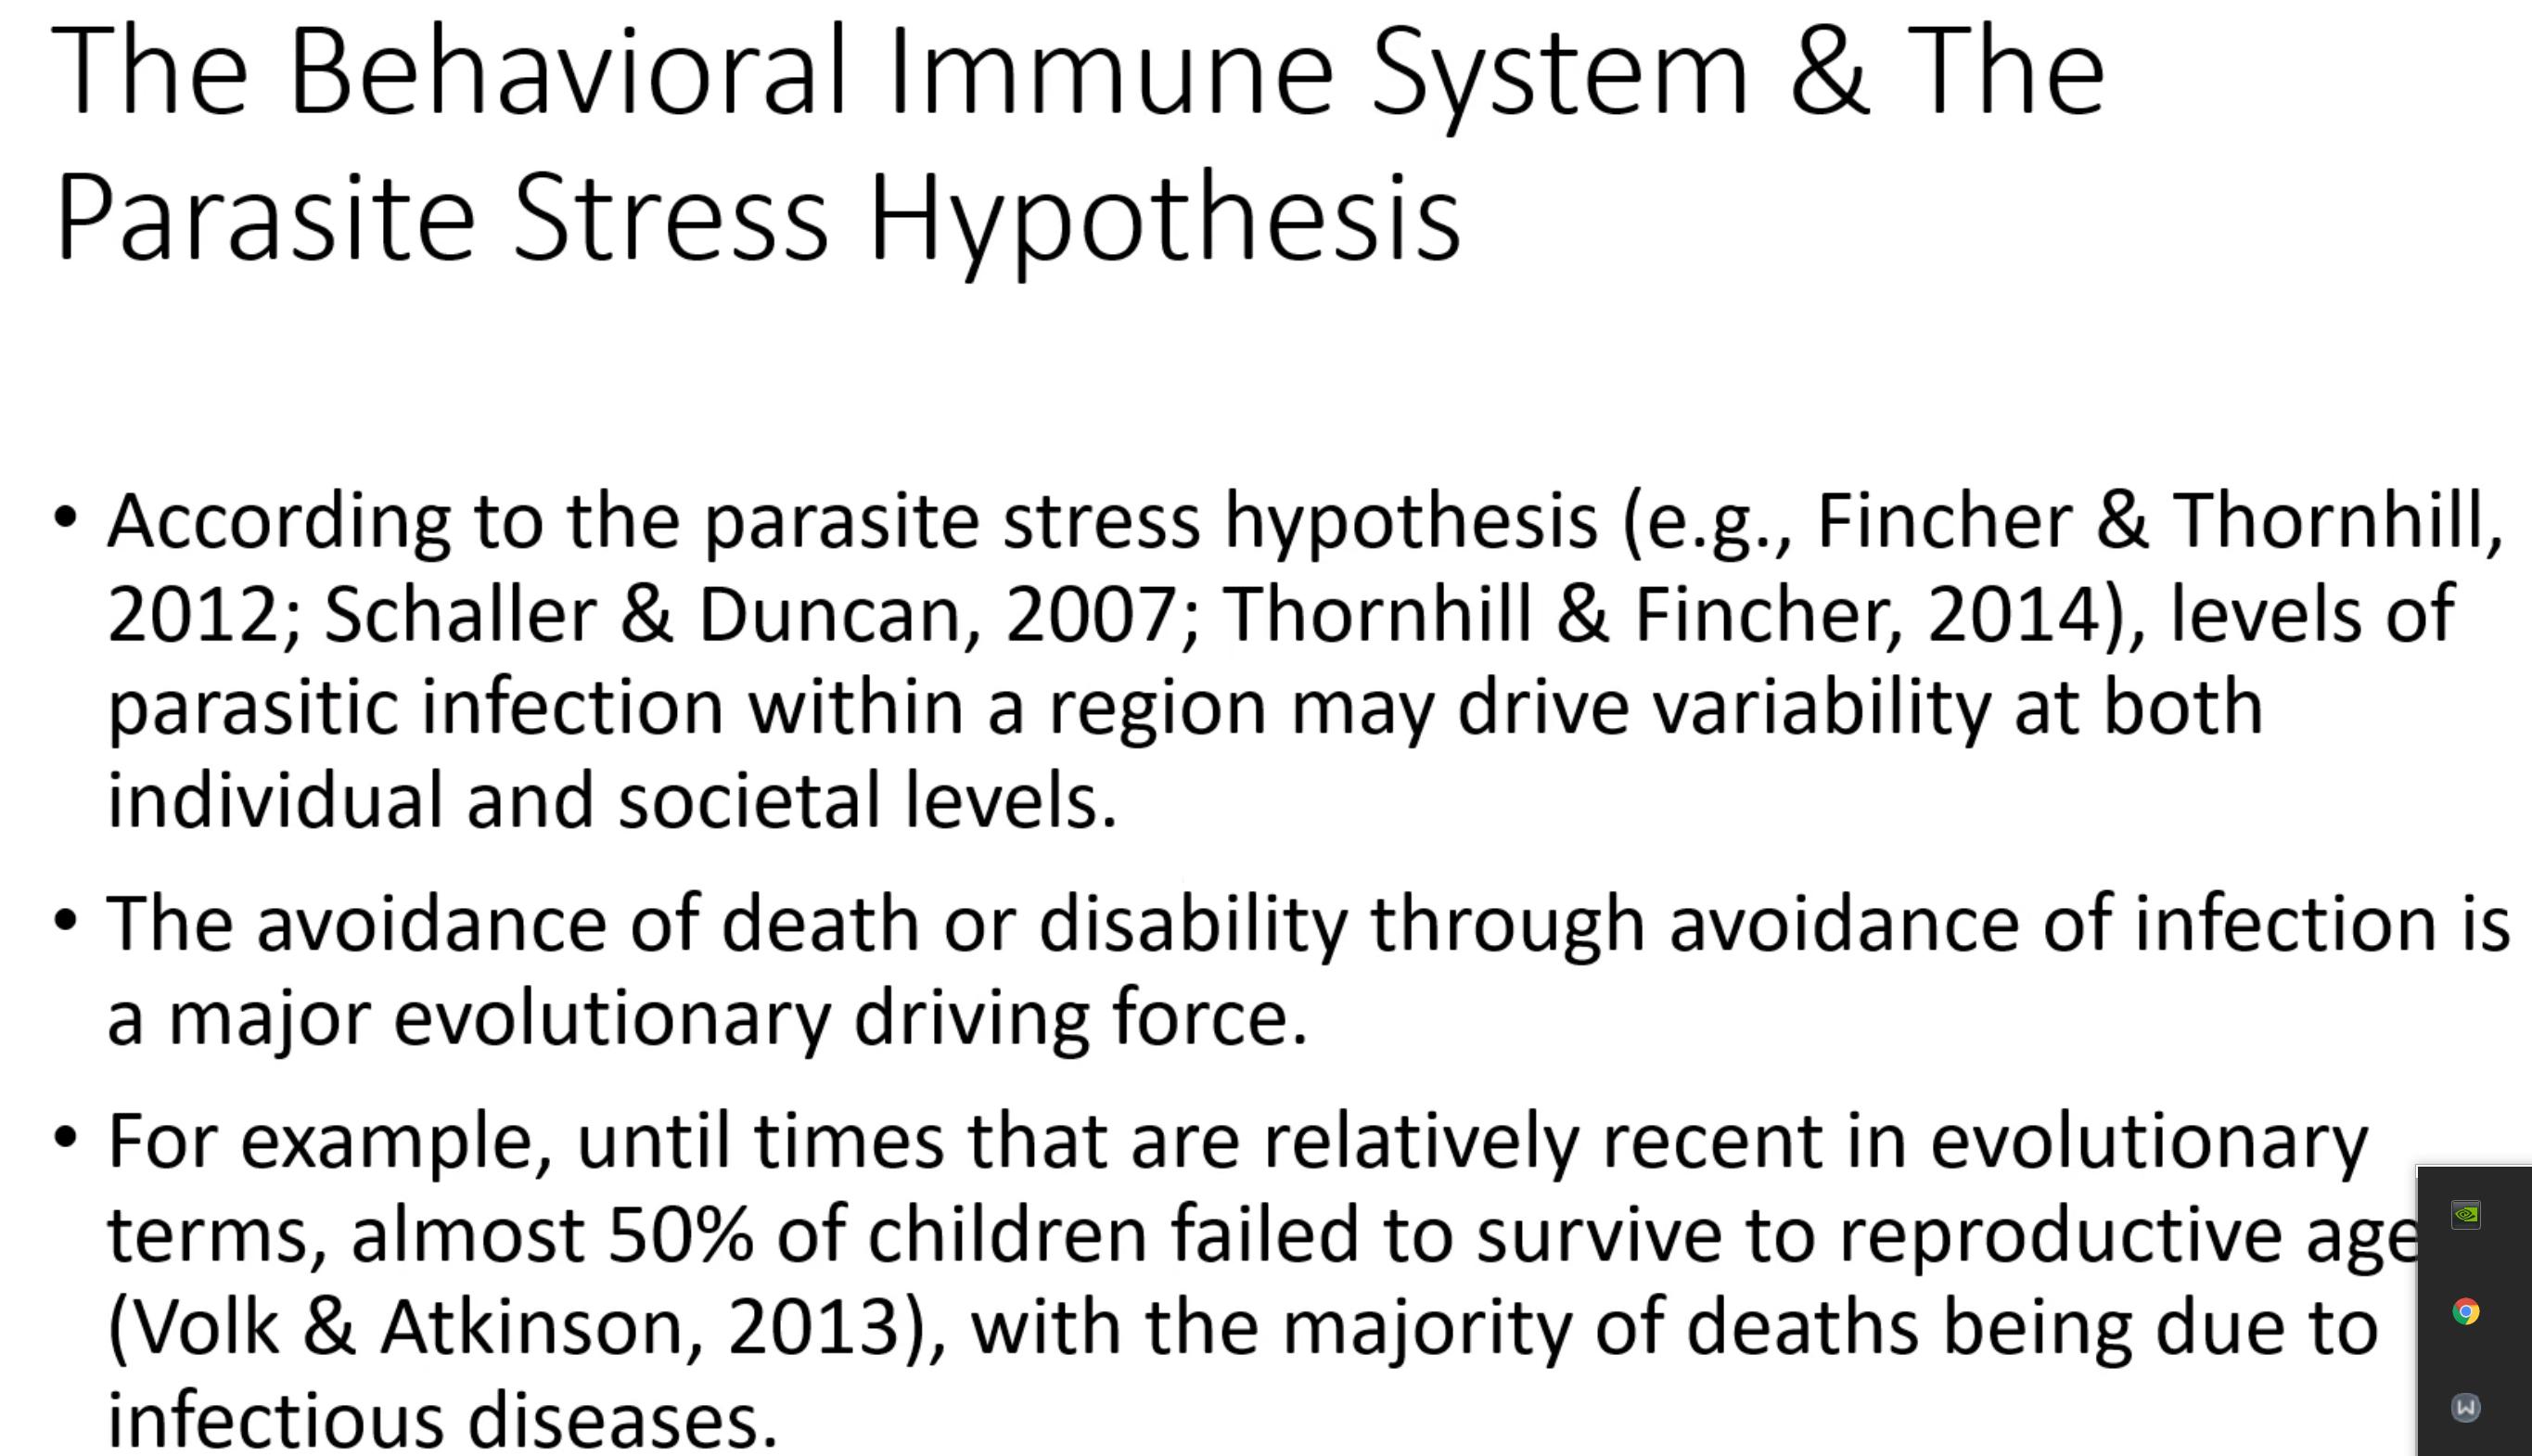 The Behavioral Immune System & The
Parasite Stress Hypothesis
• According to the parasite stress hypothesis (e.g., Fincher & Thornhill,
2012; Schaller & Duncan, 2007; Thornhill & Fincher, 2014), levels of
parasitic infection within a region may drive variability at both
individual and societal levels.
• The avoidance of death or disability through avoidance of infection is
a major evolutionary driving force.
• For example, until times that are relatively recent in evolutionary
terms, almost 50% of children failed to survive to reproductive age
(Volk & Atkinson, 2013), with the majority of deaths being due to
infectious diseases.
W